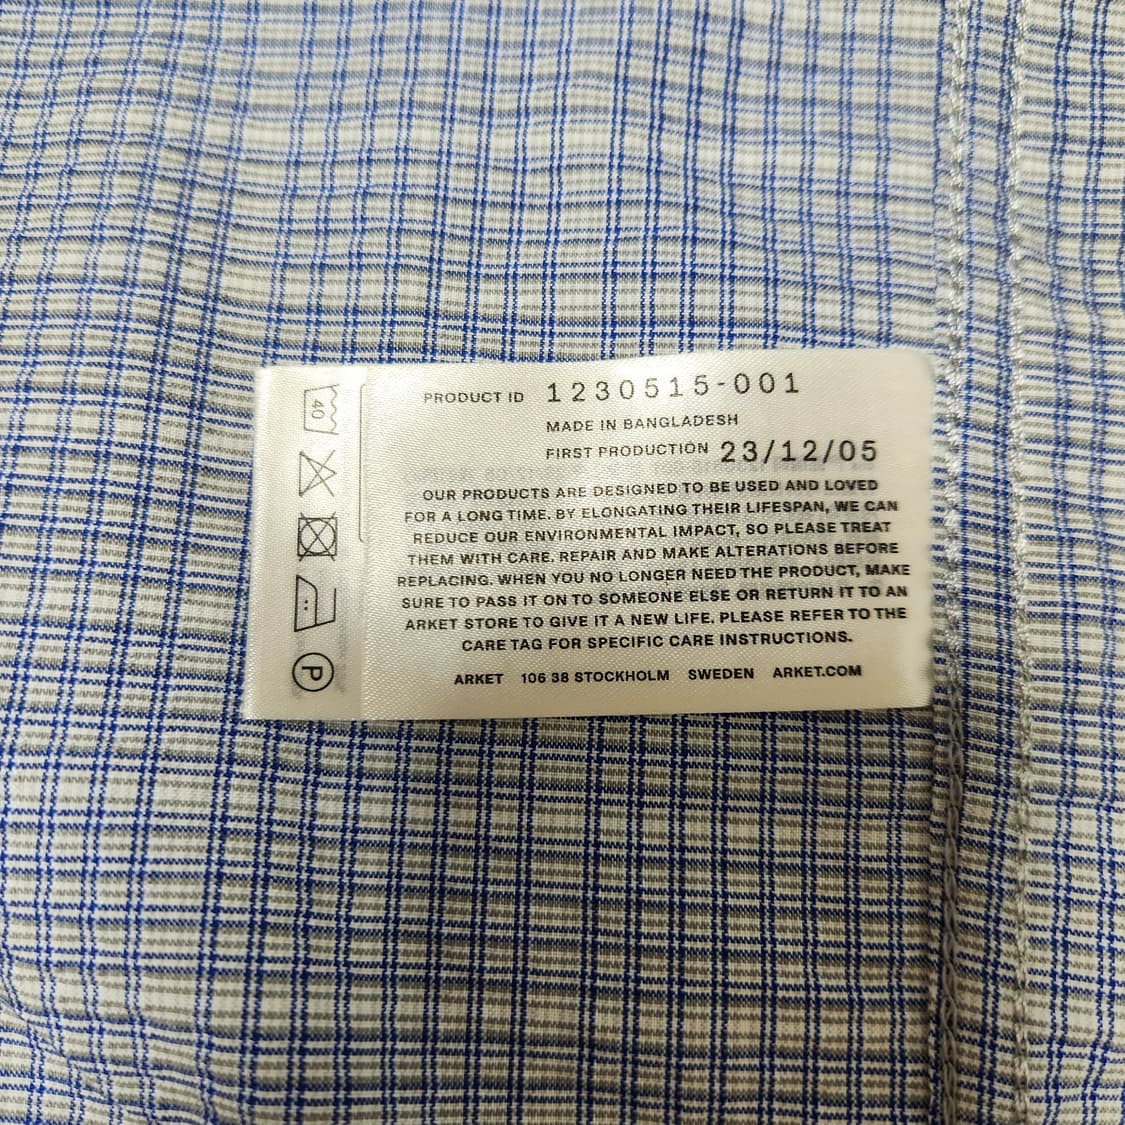 40
P
PRODUCT ID 1230515-001
MADE IN BANGLADESH
FIRST PRODUCTION 23/12/05
OUR PRODUCTS ARE DESIGNED TO BE USED AND LOVED
FOR A LONG TIME. BY ELONGATING THEIR LIFESPAN, WE CAN
REDUCE OUR ENVIRONMENTAL IMPACT, SO PLEASE TREAT
THEM WITH CARE. REPAIR AND MAKE ALTERATIONS BEFORE
REPLACING. WHEN YOU NO LONGER NEED THE PRODUCT, MAKE
SURE TO PASS IT ON TO SOMEONE ELSE OR RETURN IT TO AN
ARKET STORE TO GIVE IT A NEW LIFE. PLEASE REFER TO THE
CARE TAG FOR SPECIFIC CARE INSTRUCTIONS.
ARKET 106 38 STOCKHOLM SWEDEN ARKET.COM